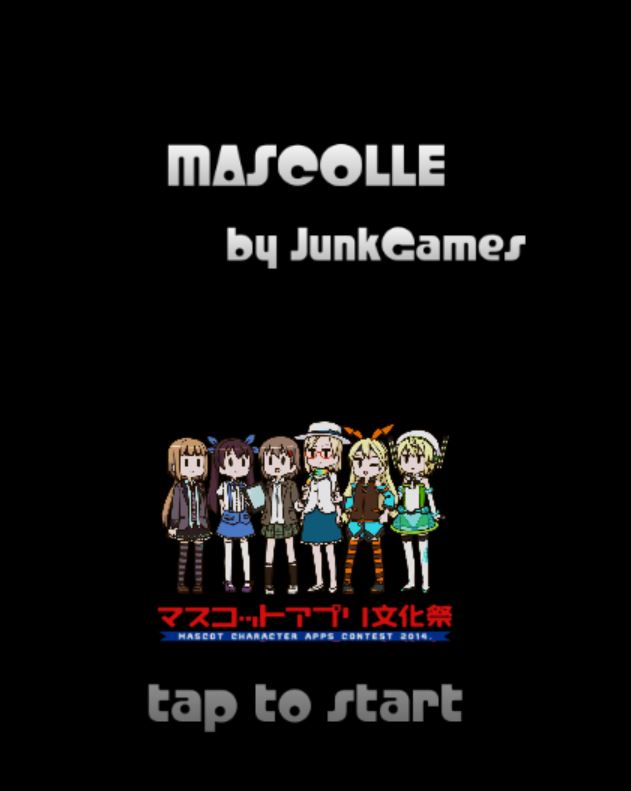 MASCOLLE
by JunkGames
マスコットアプリ文化祭
MASCOT CHARACTER APPS CONTEST 2014.
tap to start